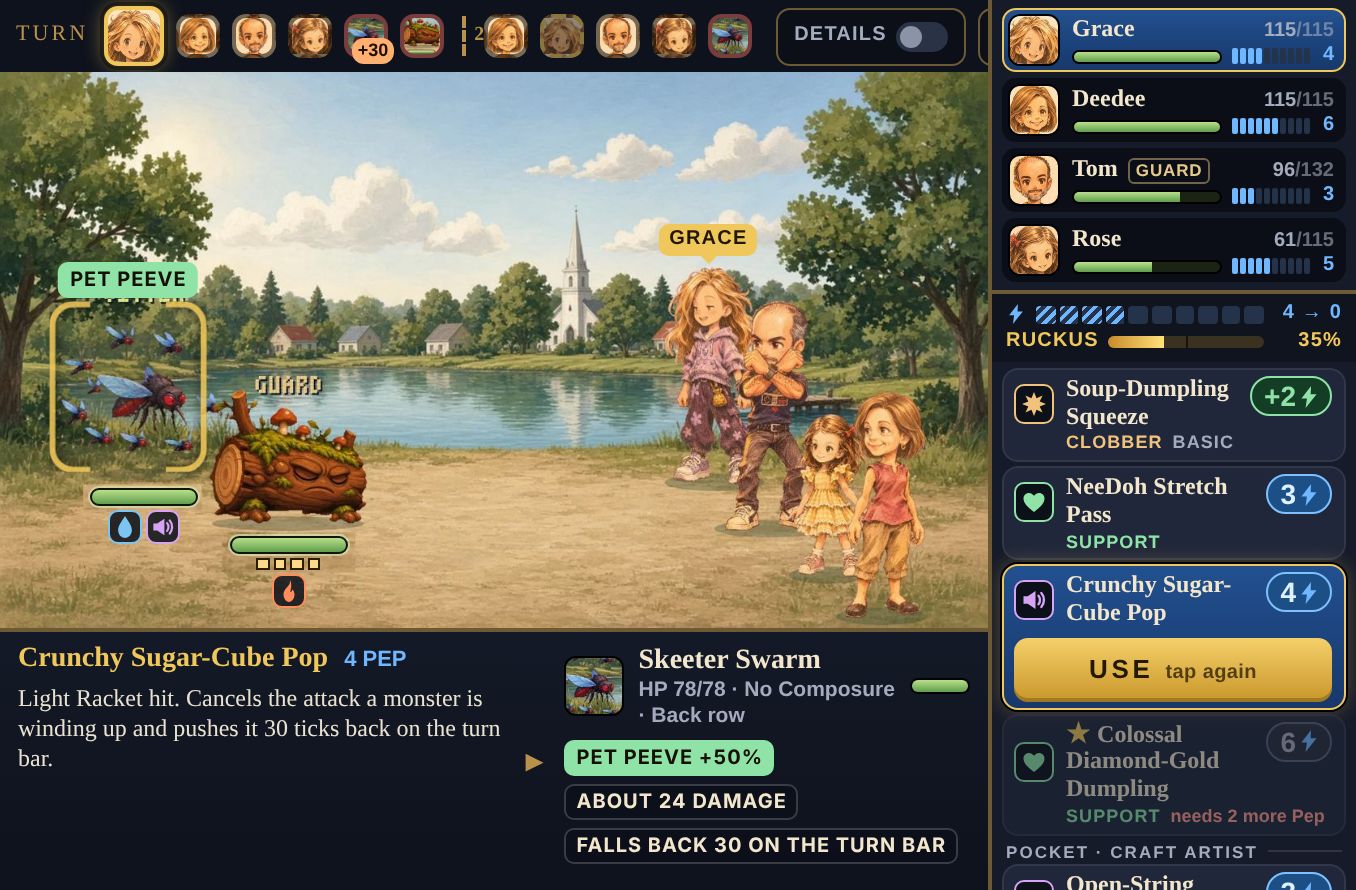 TURN
+30
2
DETAILS
PET PEEVE
GRACE
GUARD
Grace
115/115
4
Deedee
115/115
6
Tom GUARD
96/132
3
Rose
61/115
5
4 → 0
RUCKUS
35%
Soup-Dumpling
Squeeze
+2
CLOBBER BASIC
NeeDoh Stretch
Pass
3
SUPPORT
Crunchy Sugar-
Cube Pop
4
USE tap again
★ Colossal
Diamond-Gold
Dumpling
6
SUPPORT needs 2 more Pep
POCKET · CRAFT ARTIST
Open-String
Crunchy Sugar-Cube Pop 4 PEP
Light Racket hit. Cancels the attack a monster is
winding up and pushes it 30 ticks back on the turn
bar.
Skeeter Swarm
HP 78/78 · No Composure
· Back row
PET PEEVE +50%
ABOUT 24 DAMAGE
FALLS BACK 30 ON THE TURN BAR